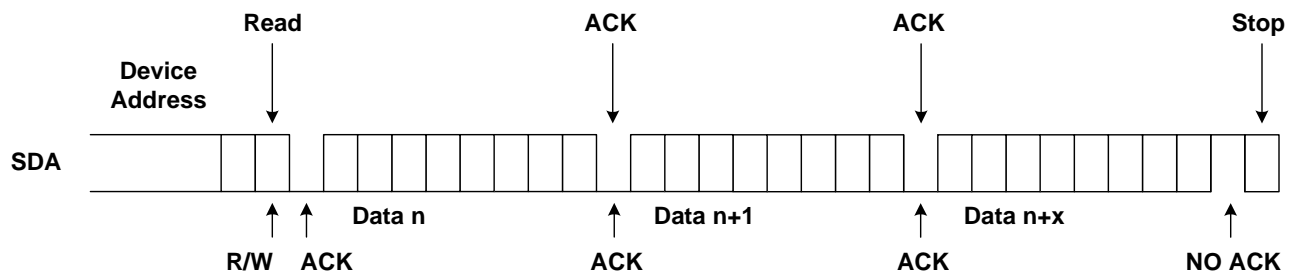 Read ACK ACK Stop
Device
Address
SDA
Data n Data n+1 Data n+x
R/W ACK ACK ACK NO ACK